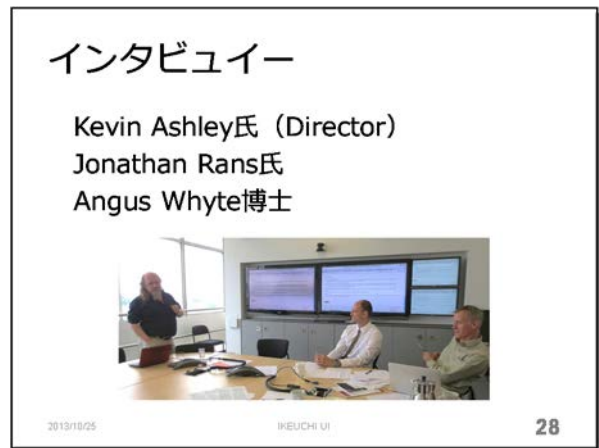 インタビュイー
Kevin Ashley氏（Director）
Jonathan Rans氏
Angus Whyte博士
2013/10/25
IKEUCHI UI
28